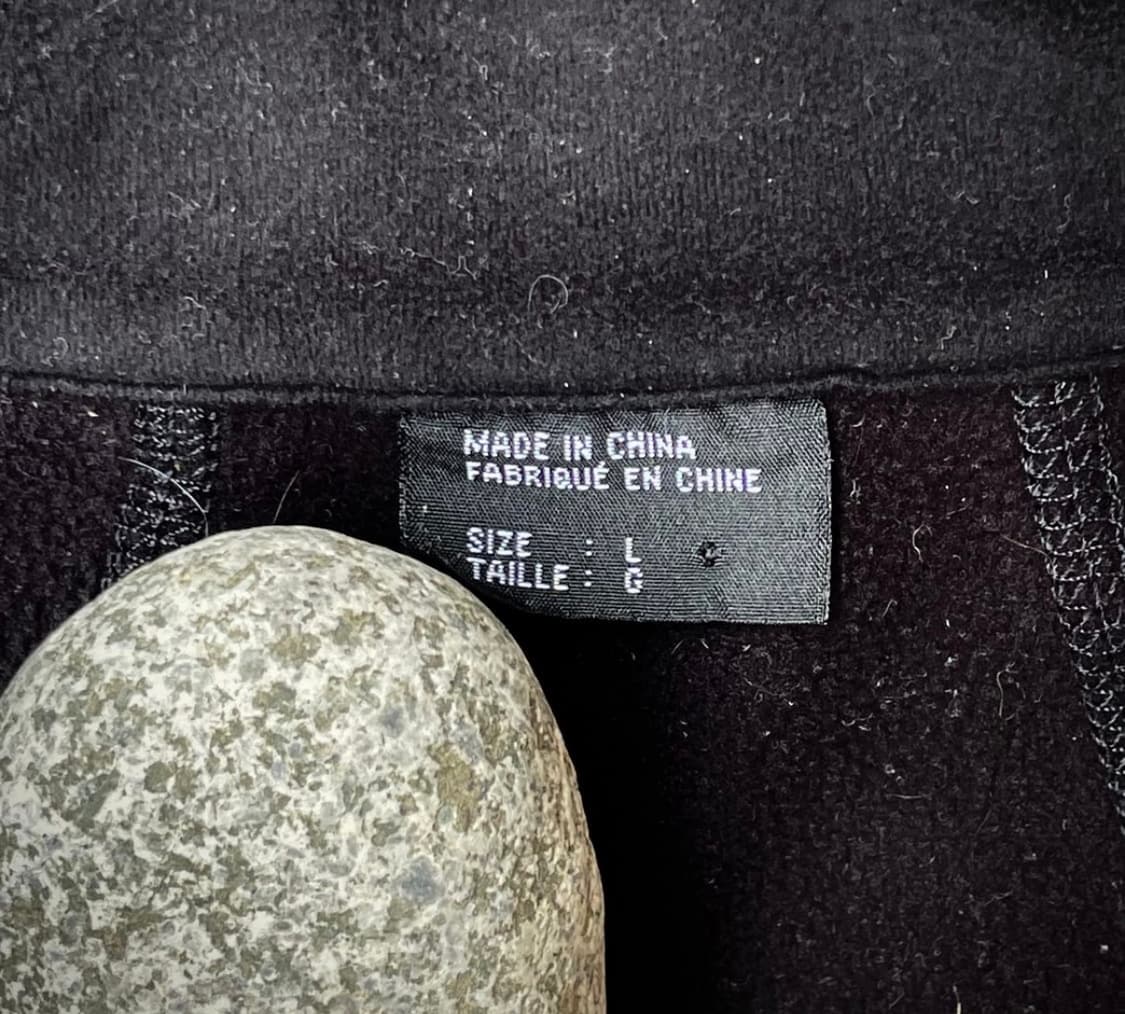 MADE IN CHINA
FABRIQUÉ EN CHINE
SIZE : L
TAILLE : G